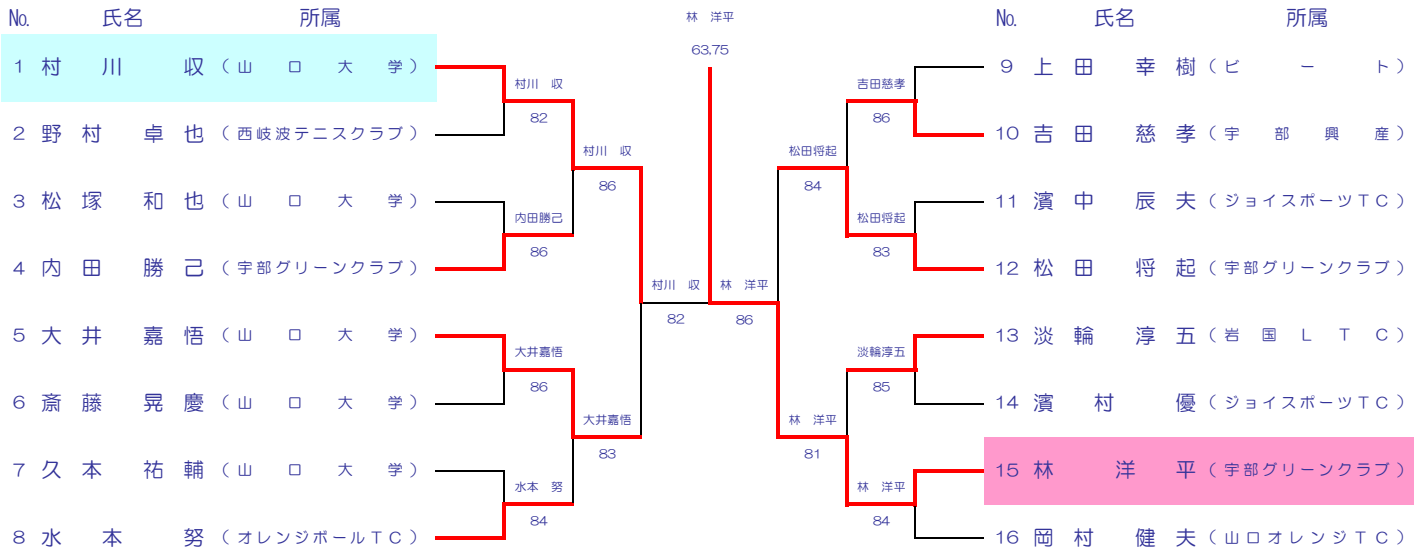 No. 氏名 所属
1 村川 収 (山口大学)
2 野村 卓也 (西岐波テニスクラブ)
3 松塚 和也 (山口大学)
4 内田 勝己 (宇部グリーンクラブ)
5 大井 嘉悟 (山口大学)
6 斎藤 晃慶 (山口大学)
7 久本 祐輔 (山口大学)
8 水本 努 (オレンジボールTC)
村川 収
82
内田勝己
86
大井嘉悟
86
水本 努
84
村川 収
86
大井嘉悟
83
村川 収
82
林 洋平
63,75
林 洋平
86
松田将起
84
林 洋平
81
吉田慈孝
86
松田将起
83
淡輪淳五
85
林 洋平
84
No. 氏名 所属
9 上田 幸樹 (ビート)
10 吉田 慈孝 (宇部興産)
11 濱中 辰夫 (ジョイスポーツTC)
12 松田 将起 (宇部グリーンクラブ)
13 淡輪 淳五 (岩国LTC)
14 濱村 優 (ジョイスポーツTC)
15 林 洋平 (宇部グリーンクラブ)
16 岡村 健夫 (山口オレンジTC)